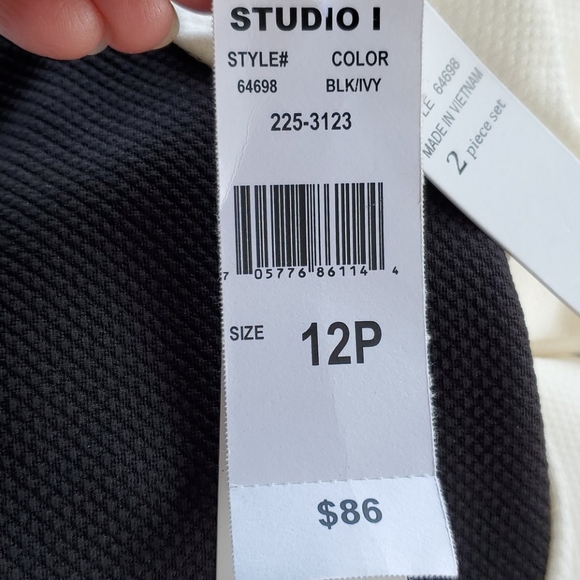 STUDIO I
STYLE# COLOR
64698 BLK/IVY
225-3123
7 05776 86114 4
SIZE 12P
$86
LE 64698
MADE IN VIETNAM
2 piece set